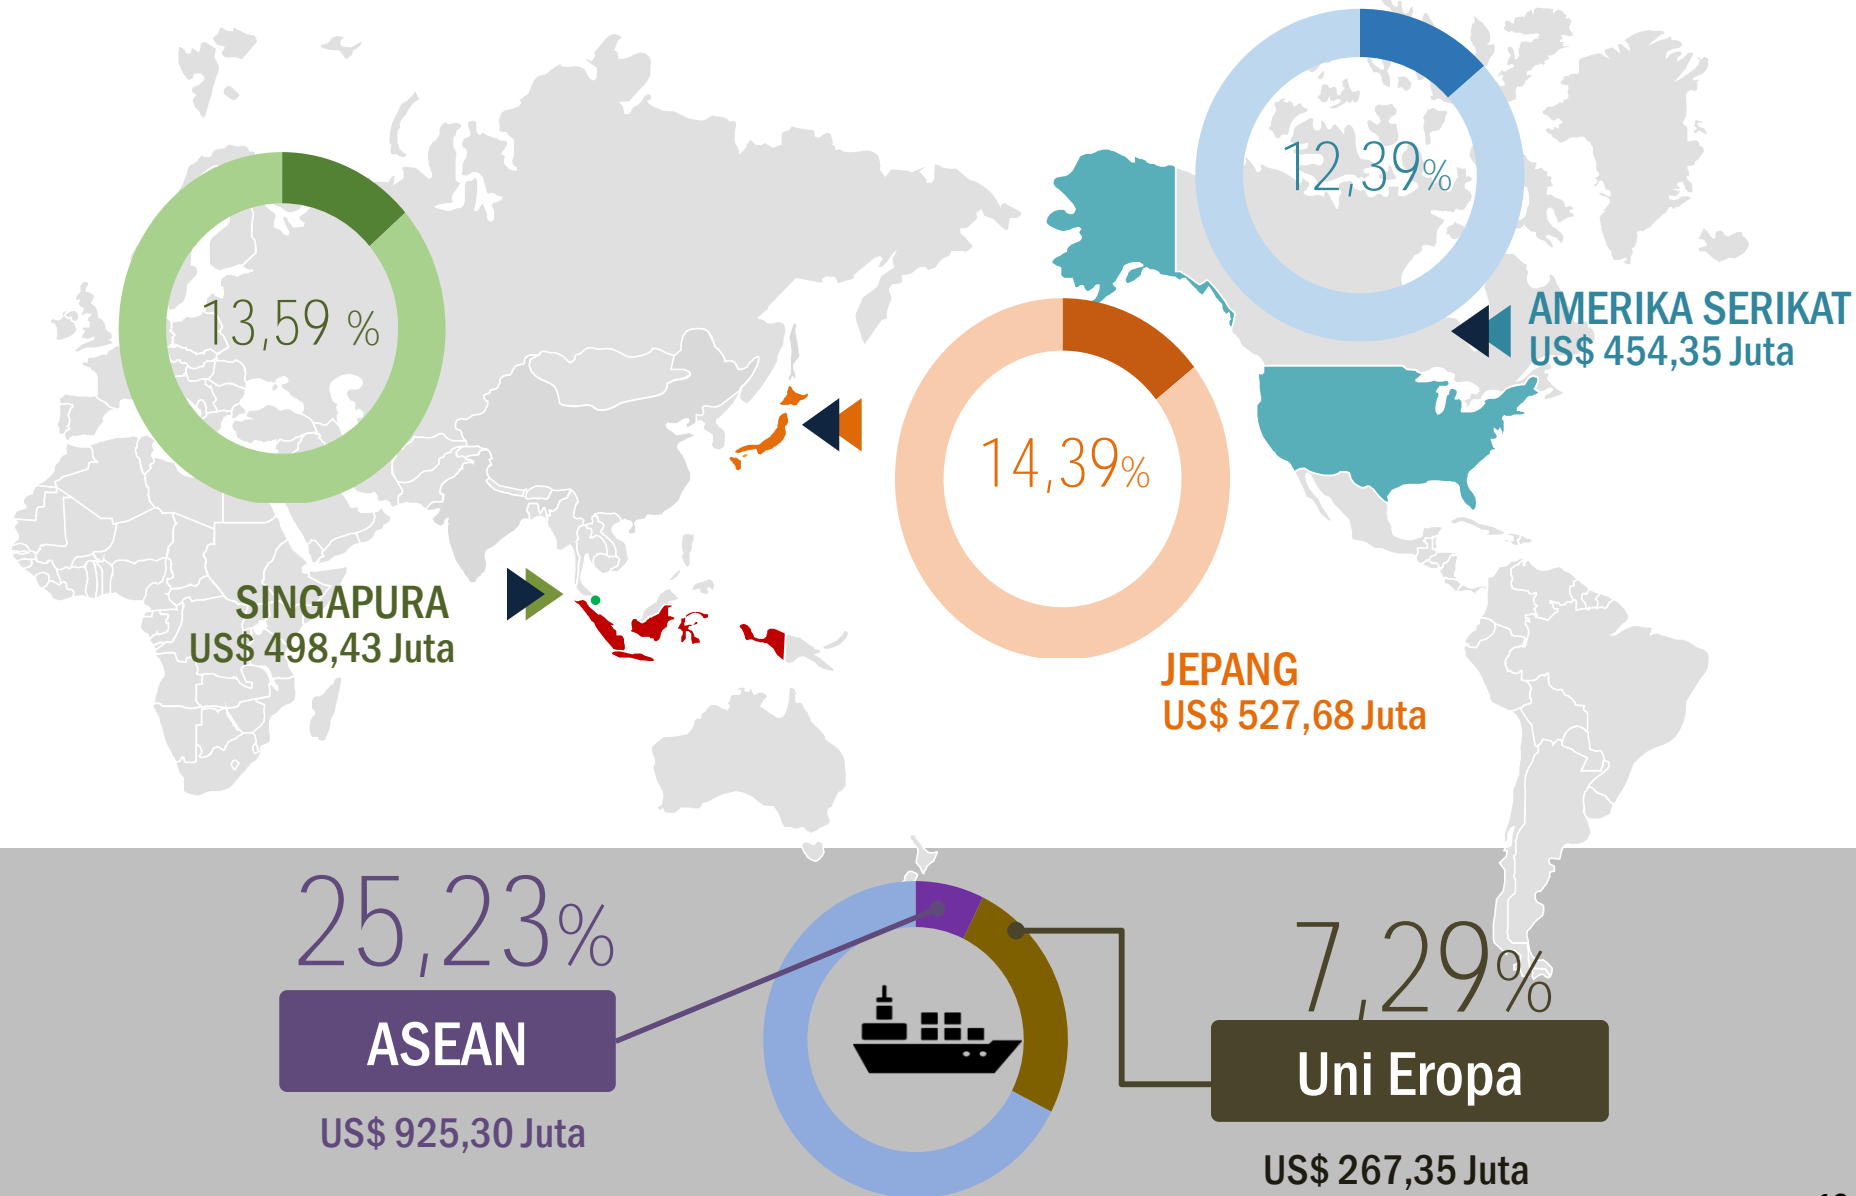 12,39%
AMERIKA SERIKAT
US$ 454,35 Juta
13,59 %
14,39%
SINGAPURA
US$ 498,43 Juta
JEPANG
US$ 527,68 Juta
25,23%
ASEAN
US$ 925,30 Juta
7,29%
Uni Eropa
US$ 267,35 Juta